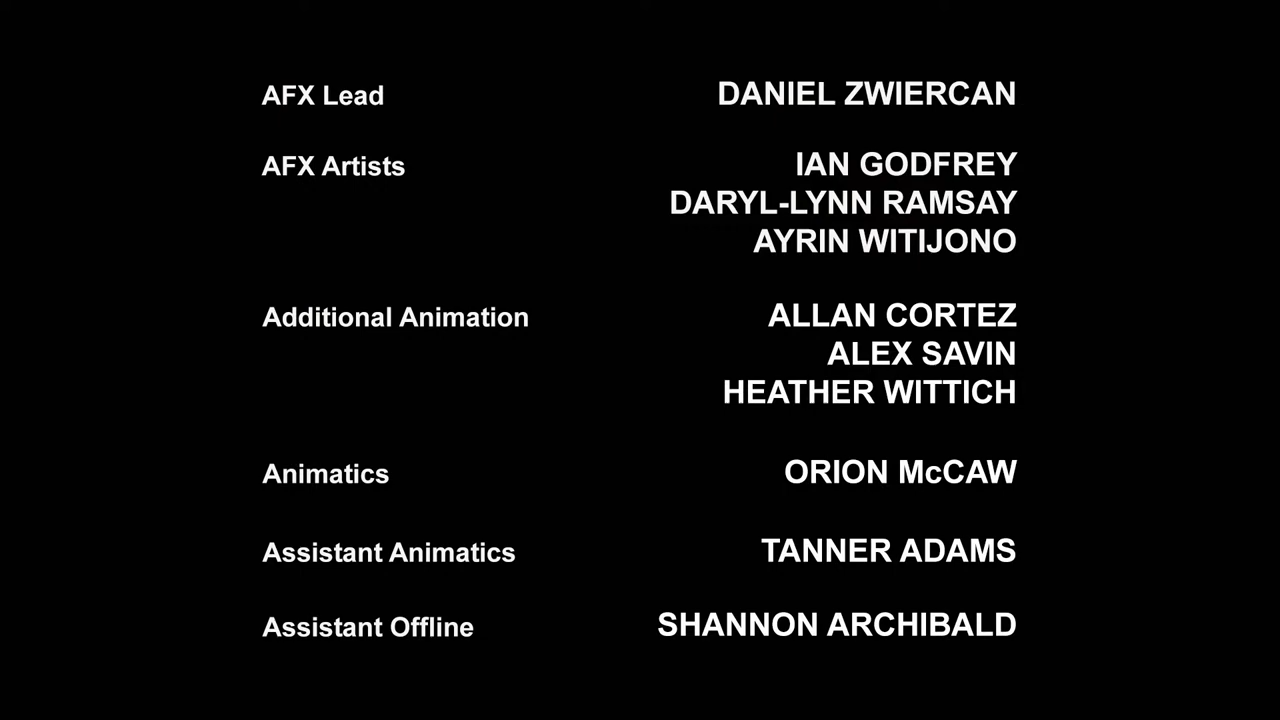 AFX Lead DANIEL ZWIERCAN
AFX Artists IAN GODFREY
DARYL-LYNN RAMSAY
AYRIN WITIJONO
Additional Animation ALLAN CORTEZ
ALEX SAVIN
HEATHER WITTICH
Animatics ORION McCAW
Assistant Animatics TANNER ADAMS
Assistant Offline SHANNON ARCHIBALD